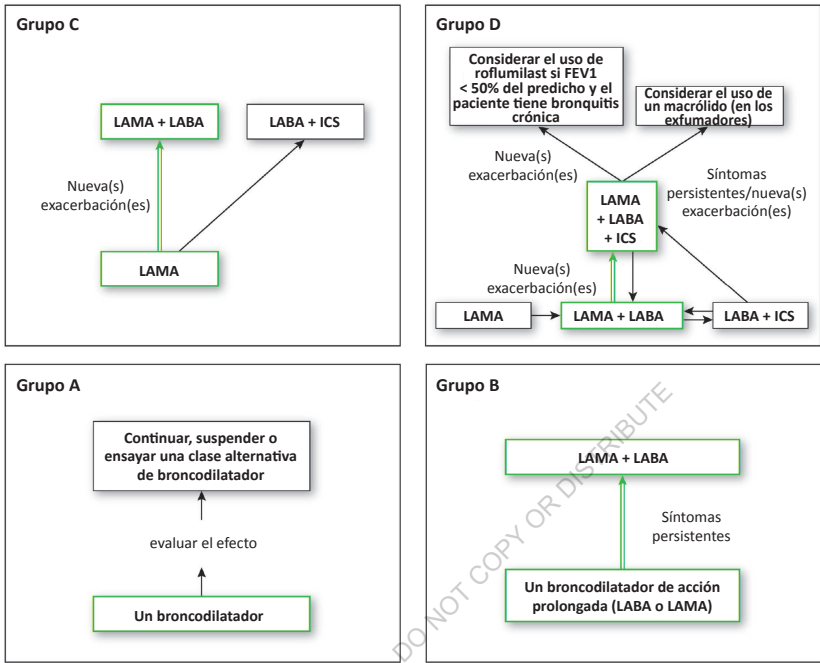 Grupo C
LAMA + LABA
LABA + ICS
Nueva(s)
exacerbación(es)
LAMA
Grupo D
Considerar el uso de
roflumilast si FEV1
< 50% del predicho y el
paciente tiene bronquitis
crónica
Considerar el uso de
un macrólido (en los
exfumadores)
Nueva(s)
exacerbación(es)
Síntomas
persistentes/nueva(s)
exacerbación(es)
LAMA
+ LABA
+ ICS
Nueva(s)
exacerbación(es)
LAMA
LAMA + LABA
LABA + ICS
Grupo A
Continuar, suspender o
ensayar una clase alternativa
de broncodilatador
evaluar el efecto
Un broncodilatador
Grupo B
LAMA + LABA
Síntomas
persistentes
Un broncodilatador de acción
prolongada (LABA o LAMA)
DO NOT COPY OR DISTRIBUTE